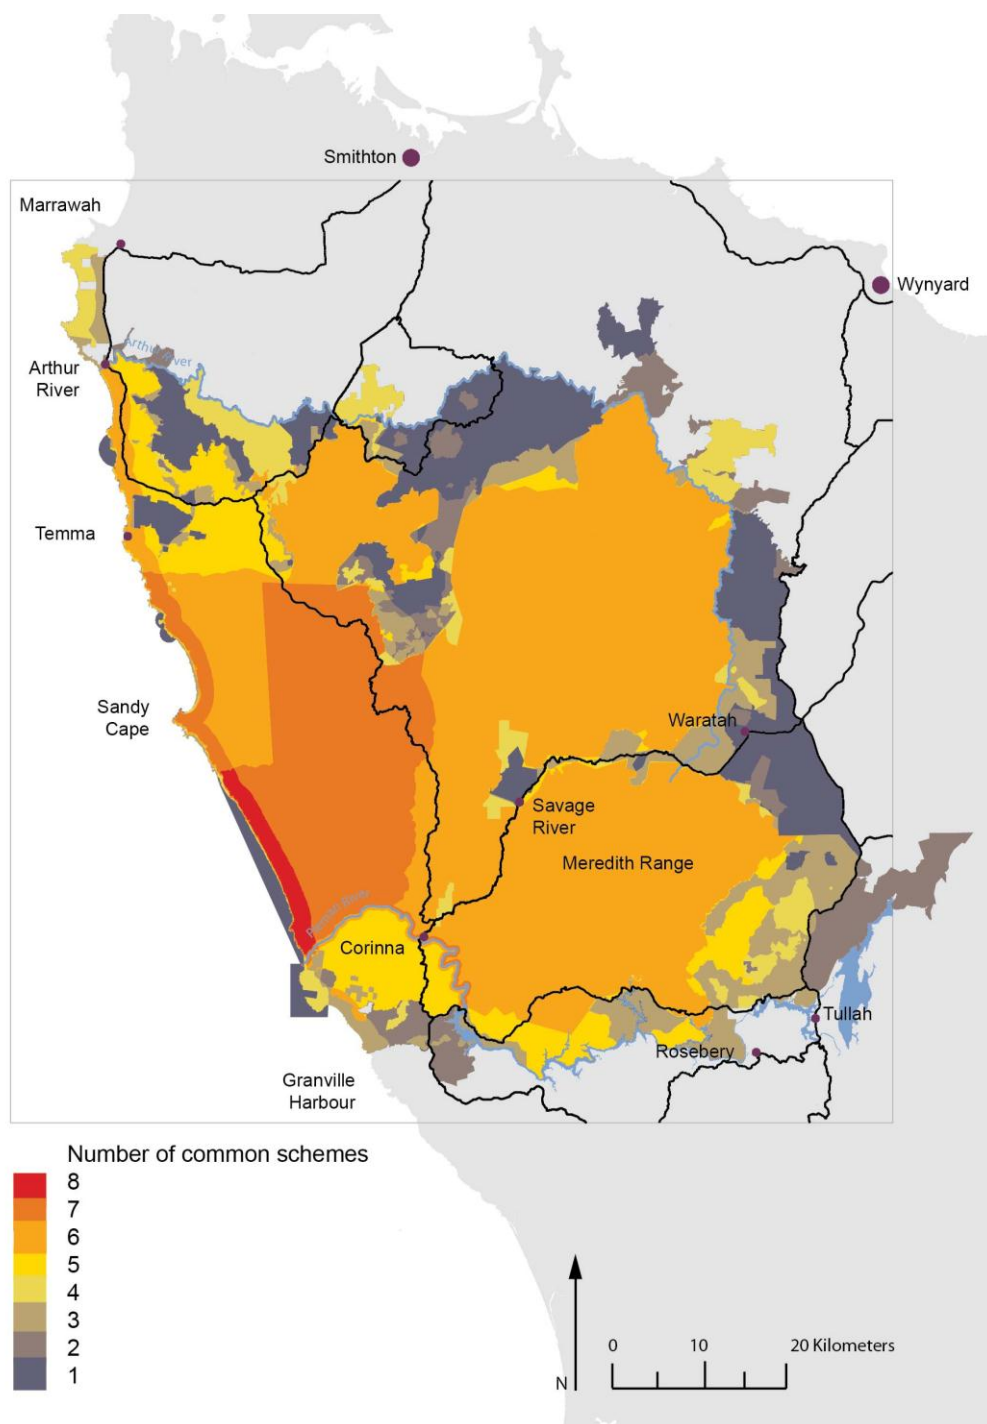 Smithton
Marrawah
Wynyard
Arthur River
Arthur
River
Temma
Sandy
Cape
Waratah
Savage
River
Meredith Range
River
Corinna
Tullah
Rosebery
Granville
Harbour
Number of common schemes
8
7
6
5
4
3
2
1
0
10
20 Kilometers
N